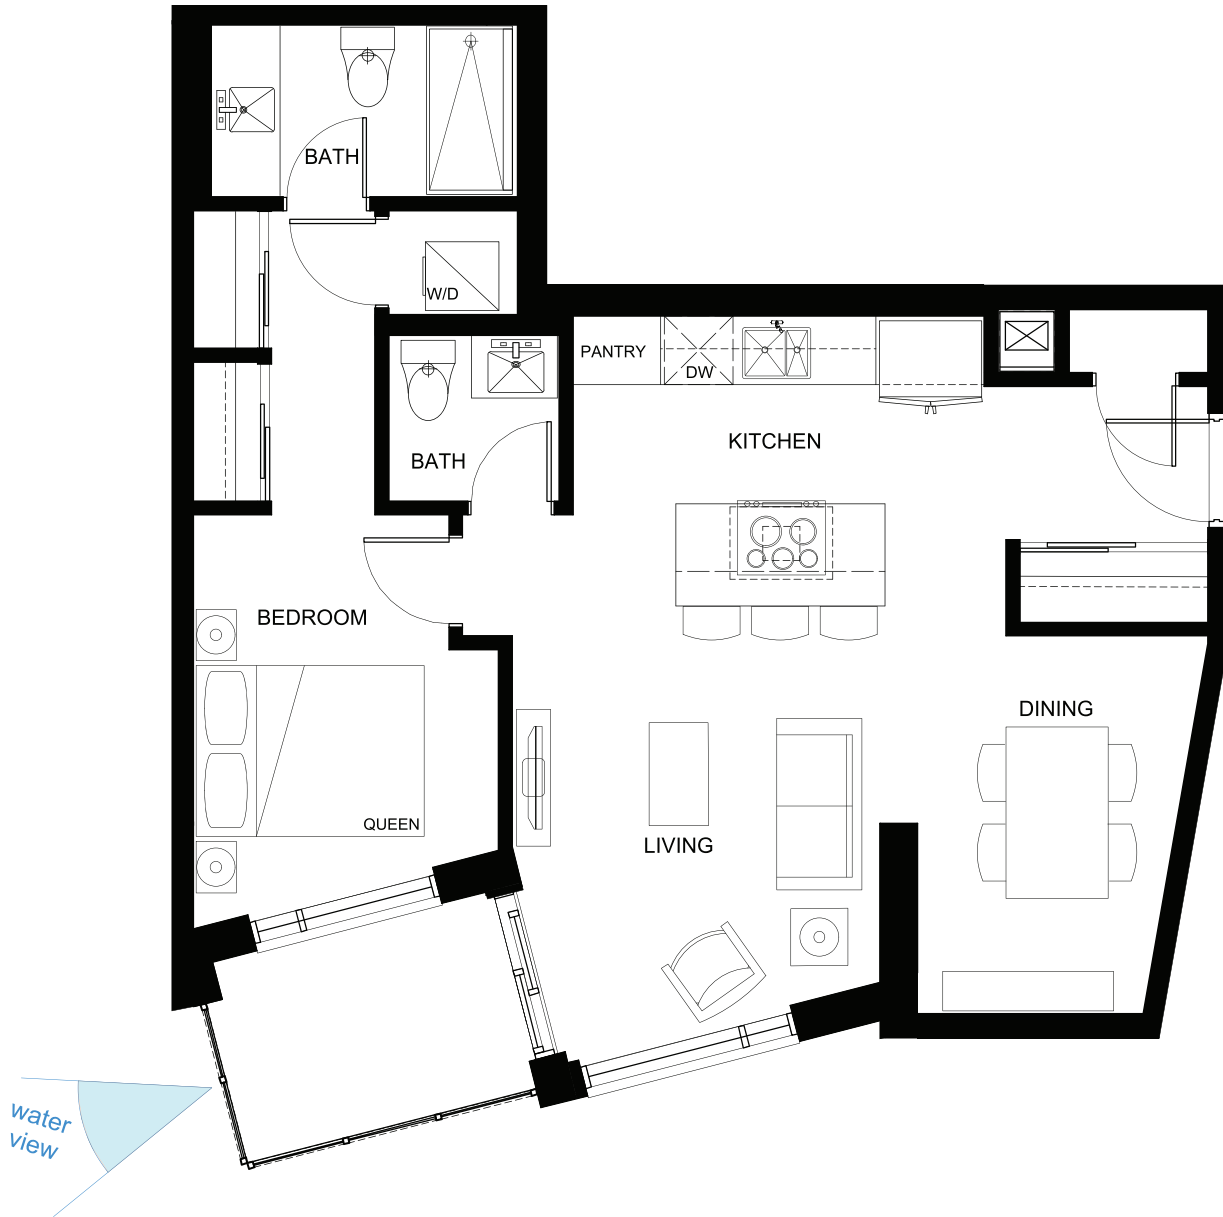 BATH
W/D
PANTRY
DW
KITCHEN
BATH
BEDROOM
DINING
QUEEN
LIVING
water
view